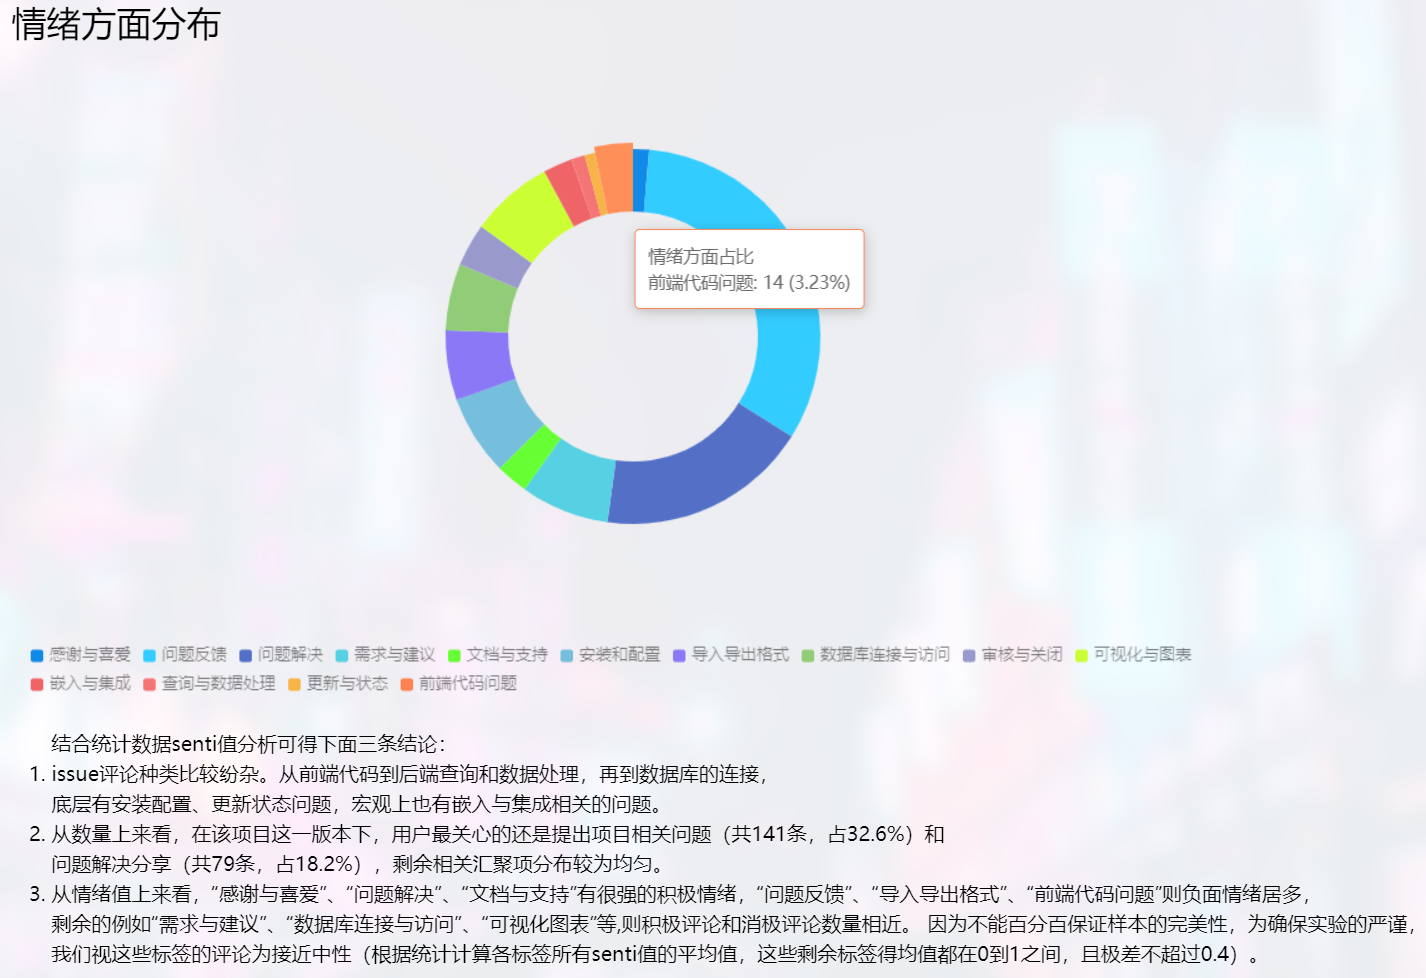 情绪方面分布
情绪方面占比
前端代码问题: 14 (3.23%)
感谢与喜爱 问题反馈 问题解决 需求与建议 文档与支持 安装和配置 导入导出格式 数据库连接与访问 审核与关闭 可视化与图表
嵌入与集成 查询与数据处理 更新与状态 前端代码问题
结合统计数据senti值分析可得下面三条结论：
1. issue评论种类比较纷杂。从前端代码到后端查询和数据处理，再到数据库的连接，
底层有安装配置、更新状态问题，宏观上也有嵌入与集成相关的问题。
2. 从数量上来看，在该项目这一版本下，用户最关心的还是提出项目相关问题（共141条，占32.6%）和
问题解决分享（共79条，占18.2%），剩余相关汇聚项分布较为均匀。
3. 从情绪值上来看，“感谢与喜爱”、“问题解决”、“文档与支持”有很强的积极情绪，“问题反馈”、“导入导出格式”、“前端代码问题”则负面情绪居多，
剩余的例如“需求与建议”、“数据库连接与访问”、“可视化图表”等,则积极评论和消极评论数量相近。 因为不能百分百保证样本的完美性，为确保实验的严谨，
我们视这些标签的评论为接近中性（根据统计计算各标签所有senti值的平均值，这些剩余标签得均值都在0到1之间，且极差不超过0.4）。